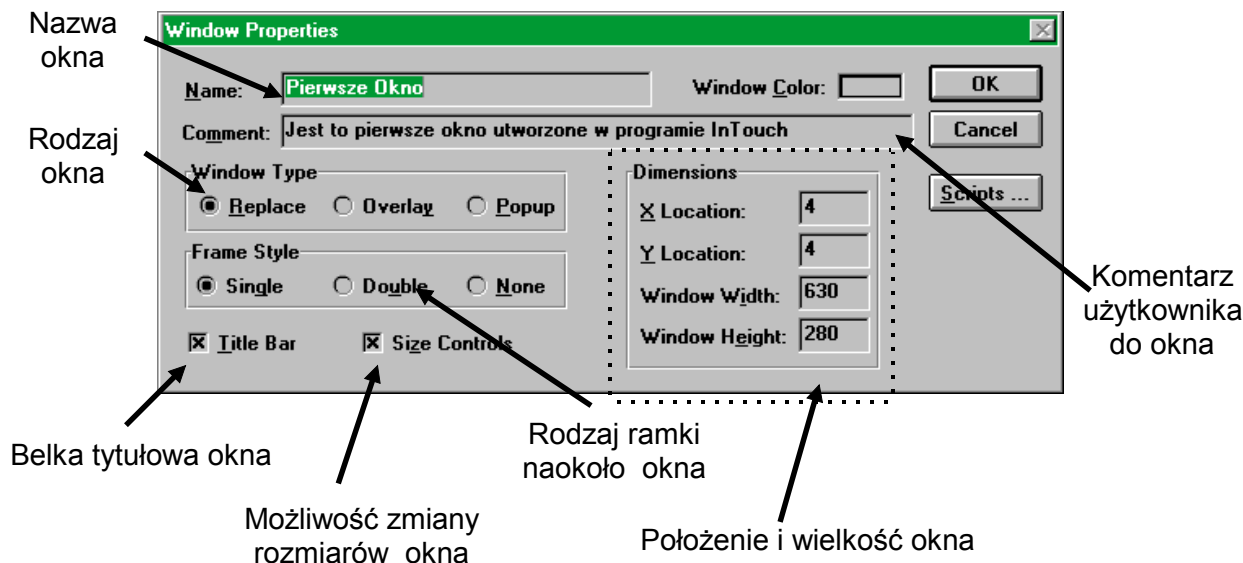 Nazwa
okna
Window Properties
Name: Pierwsze Okno Window Color: OK
Comment: Jest to pierwsze okno utworzone w programie InTouch Cancel
Rodzaj
okna
Window Type Dimensions
Replace Overlay Popup X Location: 4 Scripts ...
Frame Style Y Location: 4
Single Double None Window Width: 630
Title Bar Size Controls Window Height: 280
Komentarz
użytkownika
do okna
Belka tytułowa okna
Rodzaj ramki
naokoło okna
Możliwość zmiany
rozmiarów okna
Położenie i wielkość okna